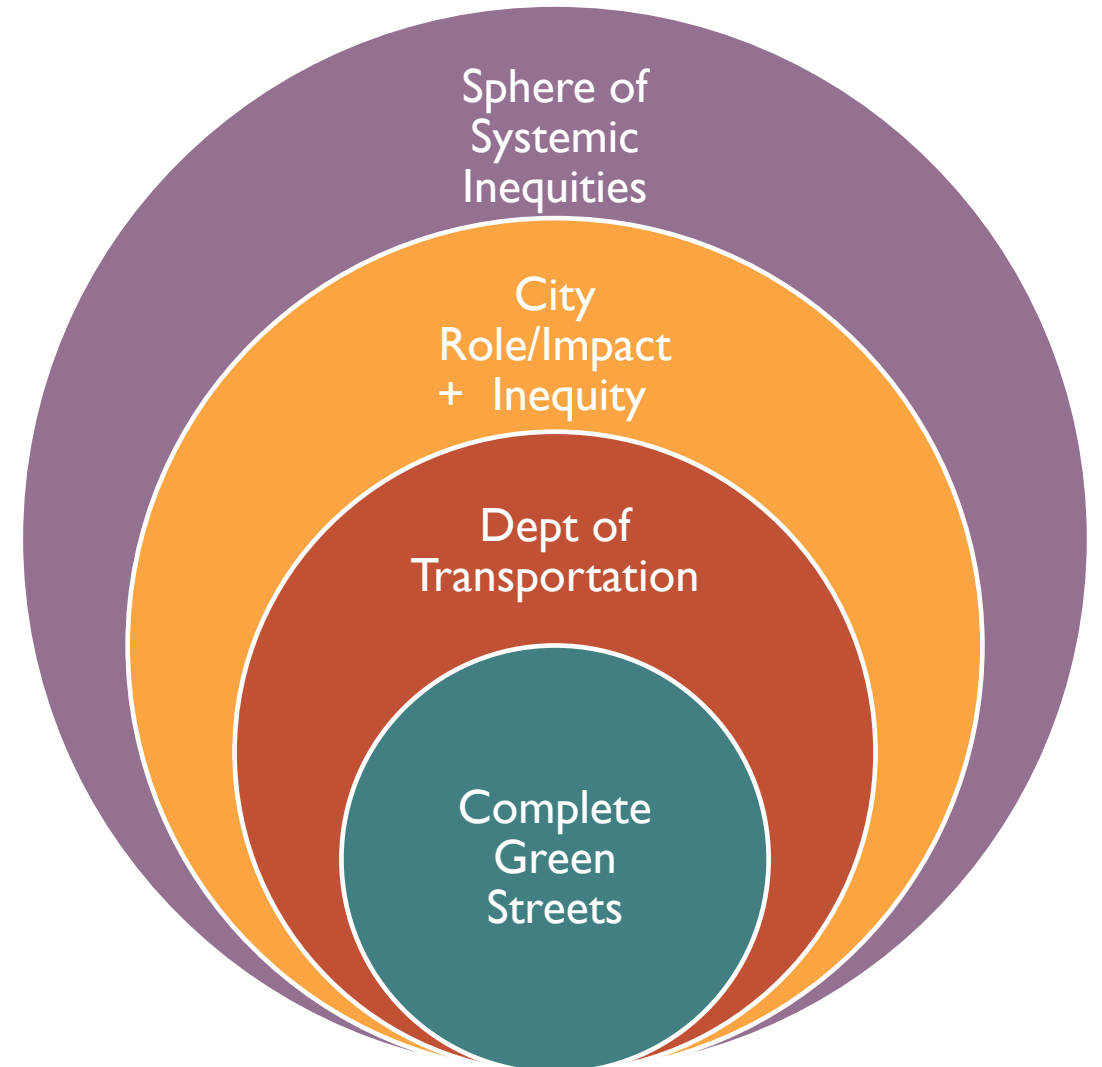 Sphere of
Systemic
Inequities
City
Role/Impact
+ Inequity
Dept of
Transportation
Complete
Green
Streets